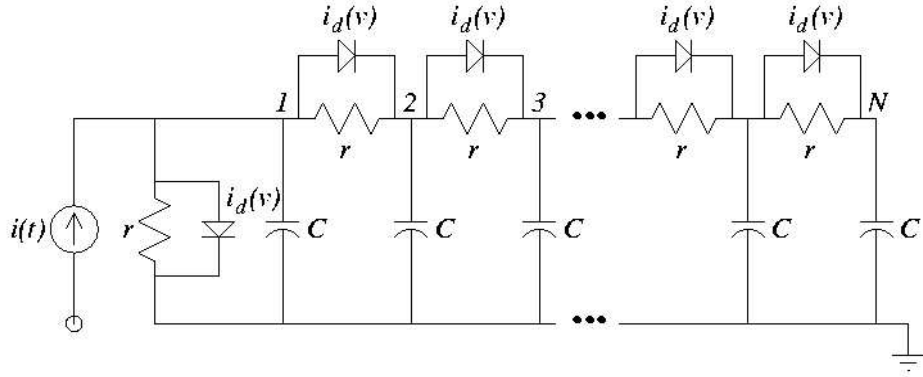 i_d(v) i_d(v) i_d(v) i_d(v)
1 2 3 ••• N
r r r r
i(t) r i_d(v) C C C C C
•••